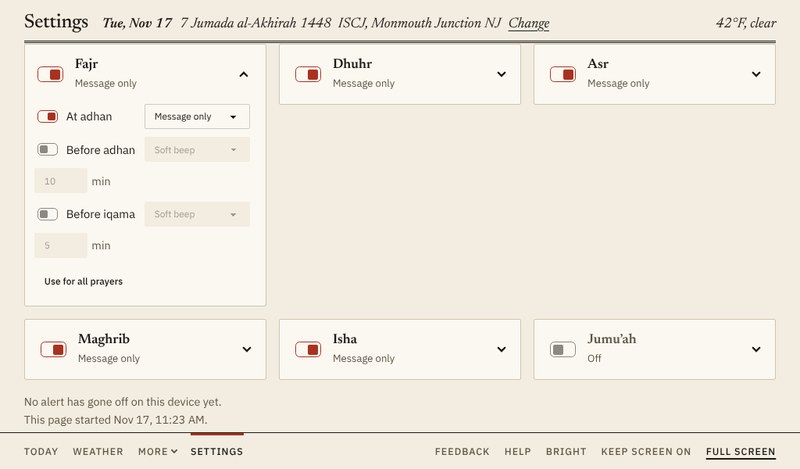 Settings Tue, Nov 17 7 Jumada al-Akhirah 1448 ISCJ, Monmouth Junction NJ Change 42°F, clear
Fajr
Message only
Dhuhr
Message only
Asr
Message only
At adhan Message only
Before adhan Soft beep
10 min
Before iqama Soft beep
5 min
Use for all prayers
Maghrib
Message only
Isha
Message only
Jumu’ah
Off
No alert has gone off on this device yet.
This page started Nov 17, 11:23 AM.
TODAY WEATHER MORE SETTINGS FEEDBACK HELP BRIGHT KEEP SCREEN ON FULL SCREEN